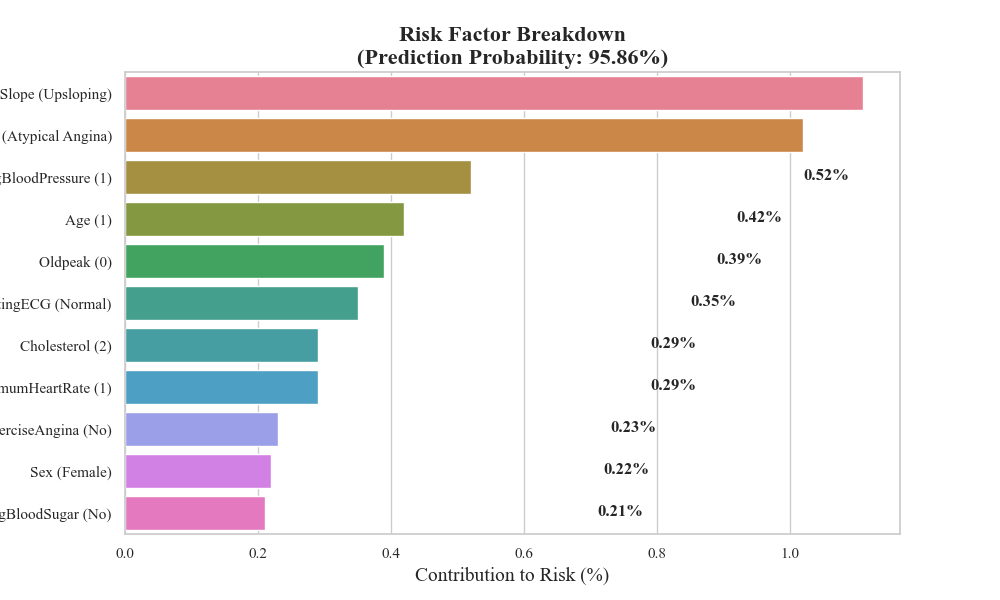 Risk Factor Breakdown
(Prediction Probability: 95.86%)
Slope (Upsloping)
(Atypical Angina)
gBloodPressure (1)
0.52%
Age (1)
0.42%
Oldpeak (0)
0.39%
tingECG (Normal)
0.35%
Cholesterol (2)
0.29%
mumHeartRate (1)
0.29%
erciseAngina (No)
0.23%
Sex (Female)
0.22%
gBloodSugar (No)
0.21%
0.0 0.2 0.4 0.6 0.8 1.0
Contribution to Risk (%)